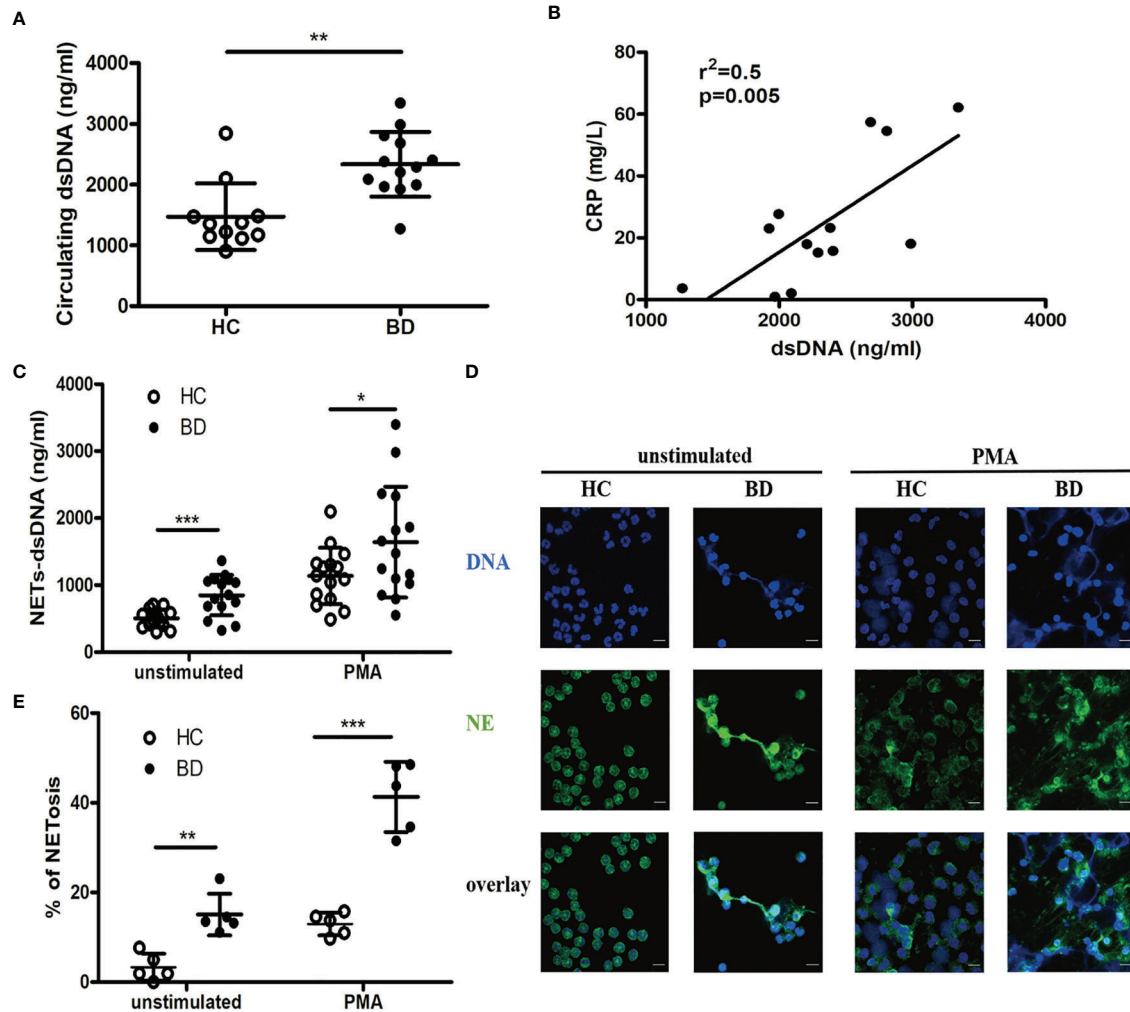 A
**
Circulating dsDNA (ng/ml)
4000
3000
2000
1000
0
HC
BD
B
r²=0.5
p=0.005
CRP (mg/L)
80
60
40
20
0
1000
2000
3000
4000
dsDNA (ng/ml)
C
HC
BD
NETs-dsDNA (ng/ml)
4000
3000
2000
1000
0
***
*
unstimulated
PMA
D
unstimulated
PMA
HC
BD
HC
BD
DNA
NE
overlay
E
HC
BD
% of NETosis
60
40
20
0
**
***
unstimulated
PMA